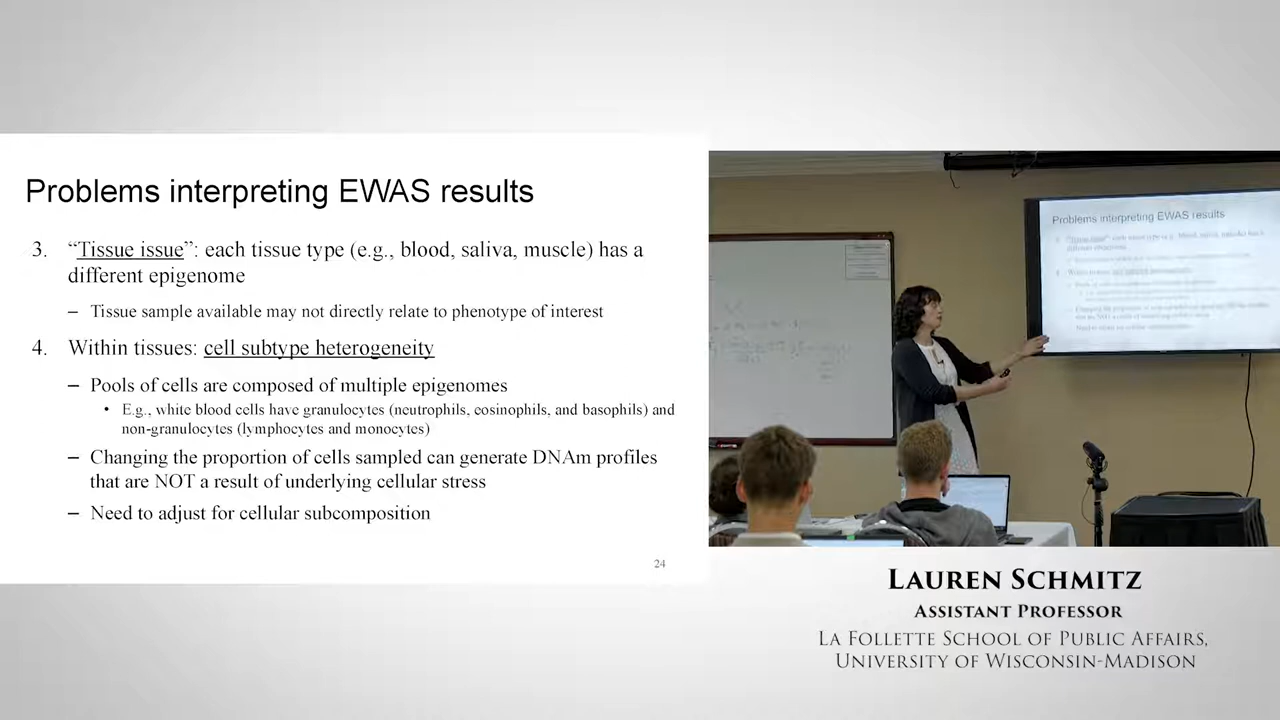 Problems interpreting EWAS results
3. “Tissue issue”: each tissue type (e.g., blood, saliva, muscle) has a
different epigenome
– Tissue sample available may not directly relate to phenotype of interest
4. Within tissues: cell subtype heterogeneity
– Pools of cells are composed of multiple epigenomes
• E.g., white blood cells have granulocytes (neutrophils, eosinophils, and basophils) and
non-granulocytes (lymphocytes and monocytes)
– Changing the proportion of cells sampled can generate DNAm profiles
that are NOT a result of underlying cellular stress
– Need to adjust for cellular subcomposition
24
Problems interpreting EWAS results
LAUREN SCHMITZ
ASSISTANT PROFESSOR
LA FOLLETTE SCHOOL OF PUBLIC AFFAIRS,
UNIVERSITY OF WISCONSIN-MADISON